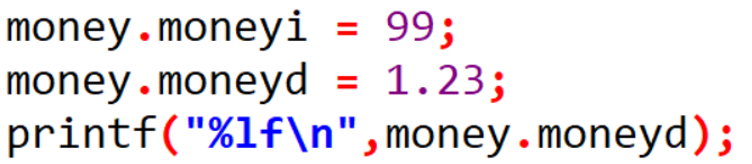 money.moneyi = 99;
money.moneyd = 1.23;
printf("%lf\n",money.moneyd);